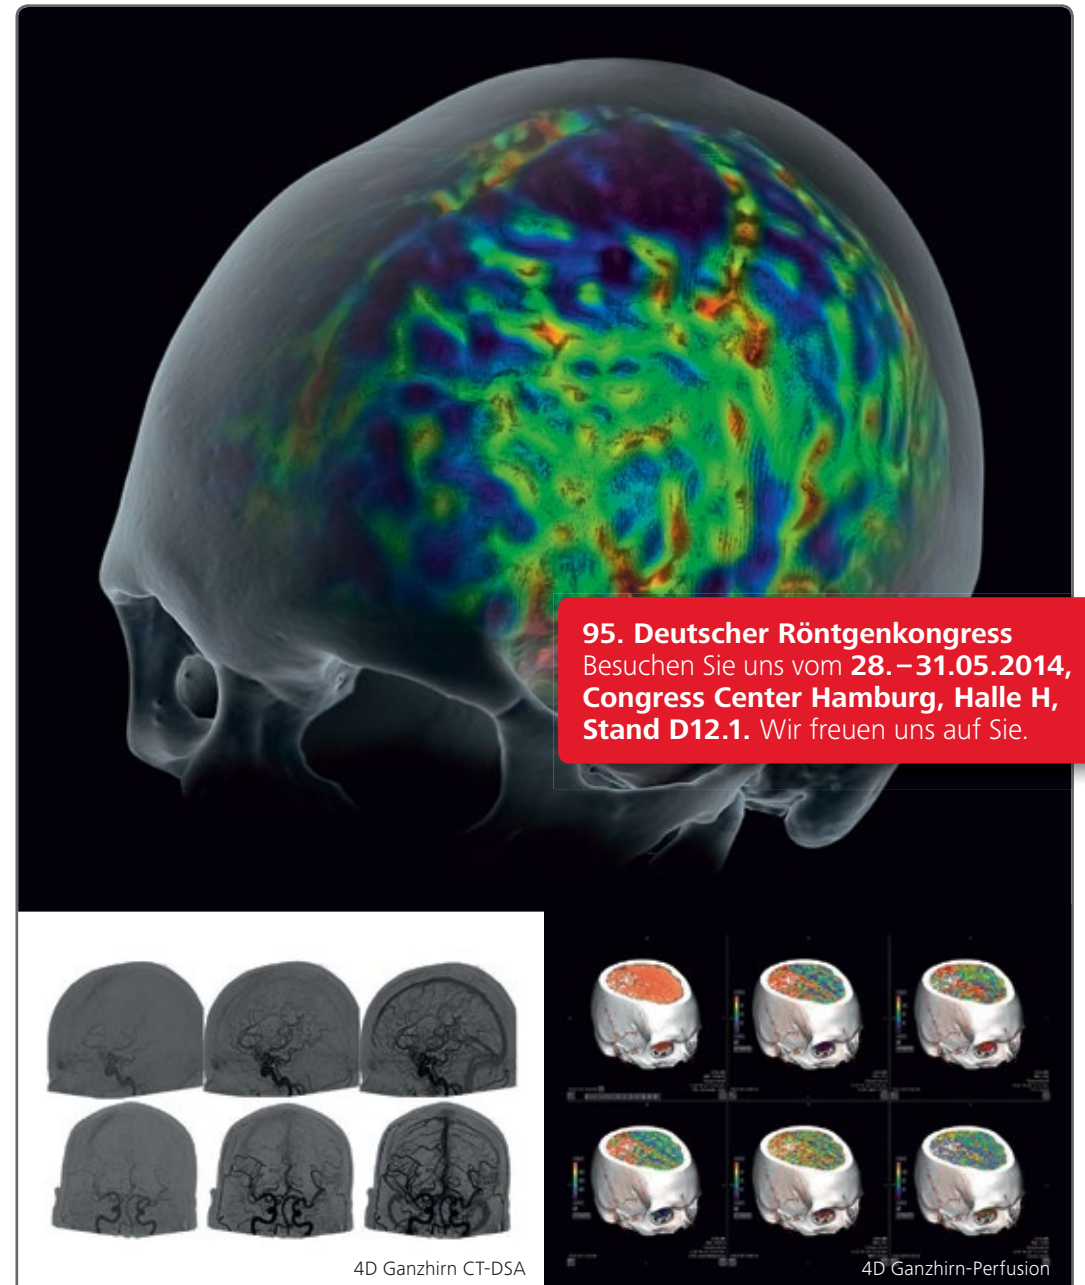 95. Deutscher Röntgenkongress
Besuchen Sie uns vom 28. – 31.05.2014,
Congress Center Hamburg, Halle H,
Stand D12.1. Wir freuen uns auf Sie.
4D Ganzhirn CT-DSA
4D Ganzhirn-Perfusion